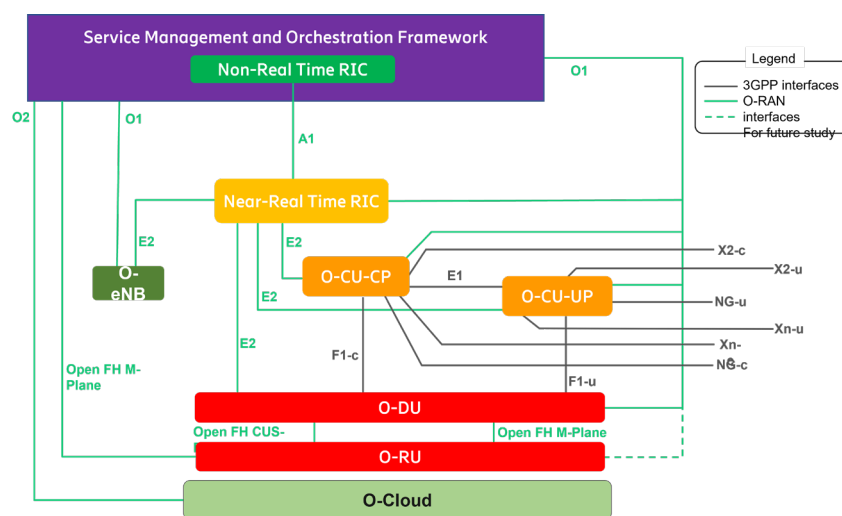 Service Management and Orchestration Framework
Non-Real Time RIC
Legend
3GPP interfaces
O-RAN
interfaces
For future study
O1
O2
O1
A1
Near-Real Time RIC
E2
E2
O-
eNB
O-CU-CP
E1
X2-c
X2-u
O-CU-UP
E2
NG-u
Xn-u
E2
F1-c
Xn-
NG-c
Open FH M-
Plane
F1-u
O-DU
Open FH CUS-
Open FH M-Plane
O-RU
O-Cloud